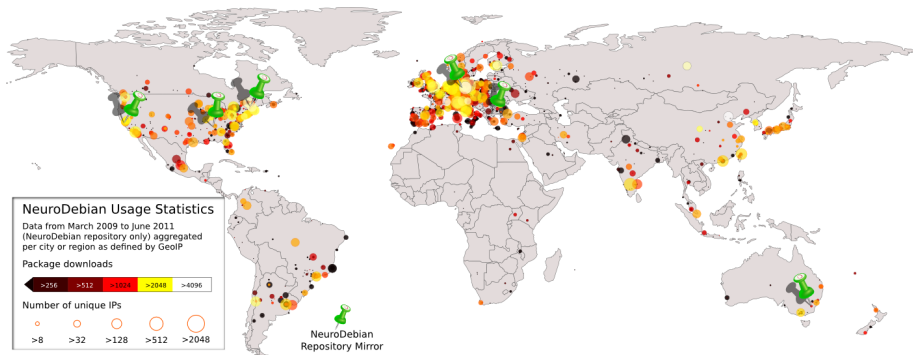 NeuroDebian Usage Statistics
Data from March 2009 to June 2011
(NeuroDebian repository only) aggregated
per city or region as defined by GeoIP
Package downloads
>256 >512 >1024 >2048 >4096
Number of unique IPs
>8 >32 >128 >512 >2048
NeuroDebian
Repository Mirror